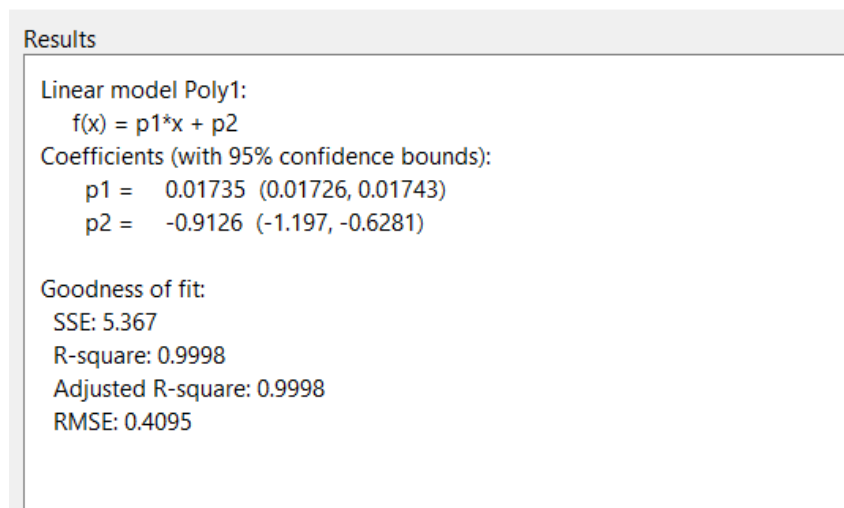 Results
Linear model Poly1:
f(x) = p1*x + p2
Coefficients (with 95% confidence bounds):
p1 = 0.01735 (0.01726, 0.01743)
p2 = -0.9126 (-1.197, -0.6281)
Goodness of fit:
SSE: 5.367
R-square: 0.9998
Adjusted R-square: 0.9998
RMSE: 0.4095